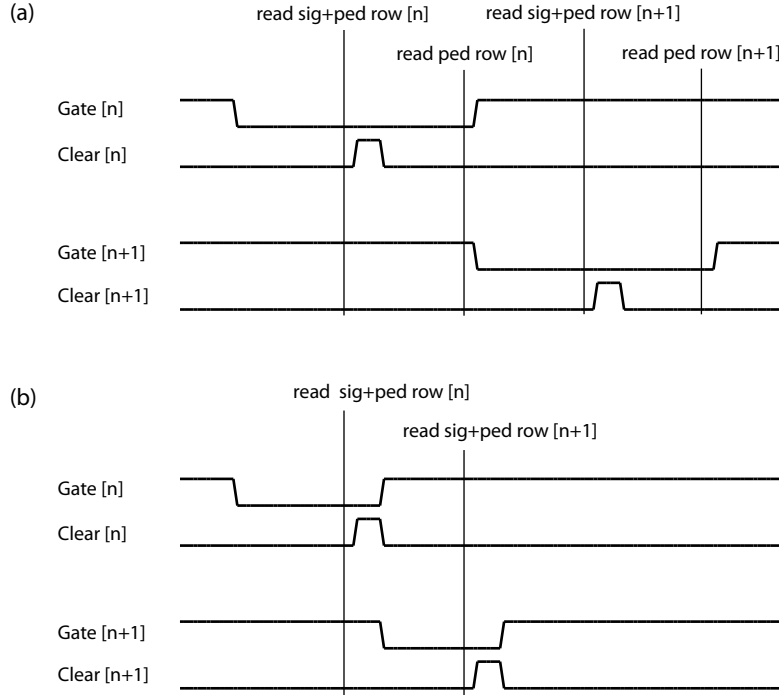 (a)
read sig+ped row [n]
read sig+ped row [n+1]
read ped row [n]
read ped row [n+1]
Gate [n]
Clear [n]
Gate [n+1]
Clear [n+1]
(b)
read sig+ped row [n]
read sig+ped row [n+1]
Gate [n]
Clear [n]
Gate [n+1]
Clear [n+1]